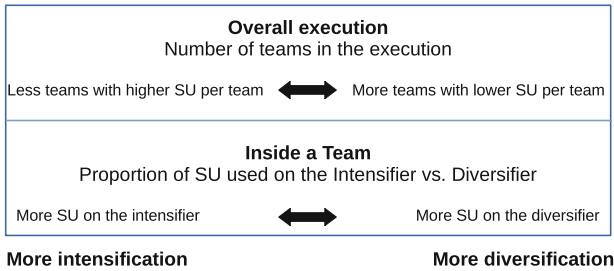 Overall execution
Number of teams in the execution
Less teams with higher SU per team
More teams with lower SU per team
Inside a Team
Proportion of SU used on the Intensifier vs. Diversifier
More SU on the intensifier
More SU on the diversifier
More intensification
More diversification